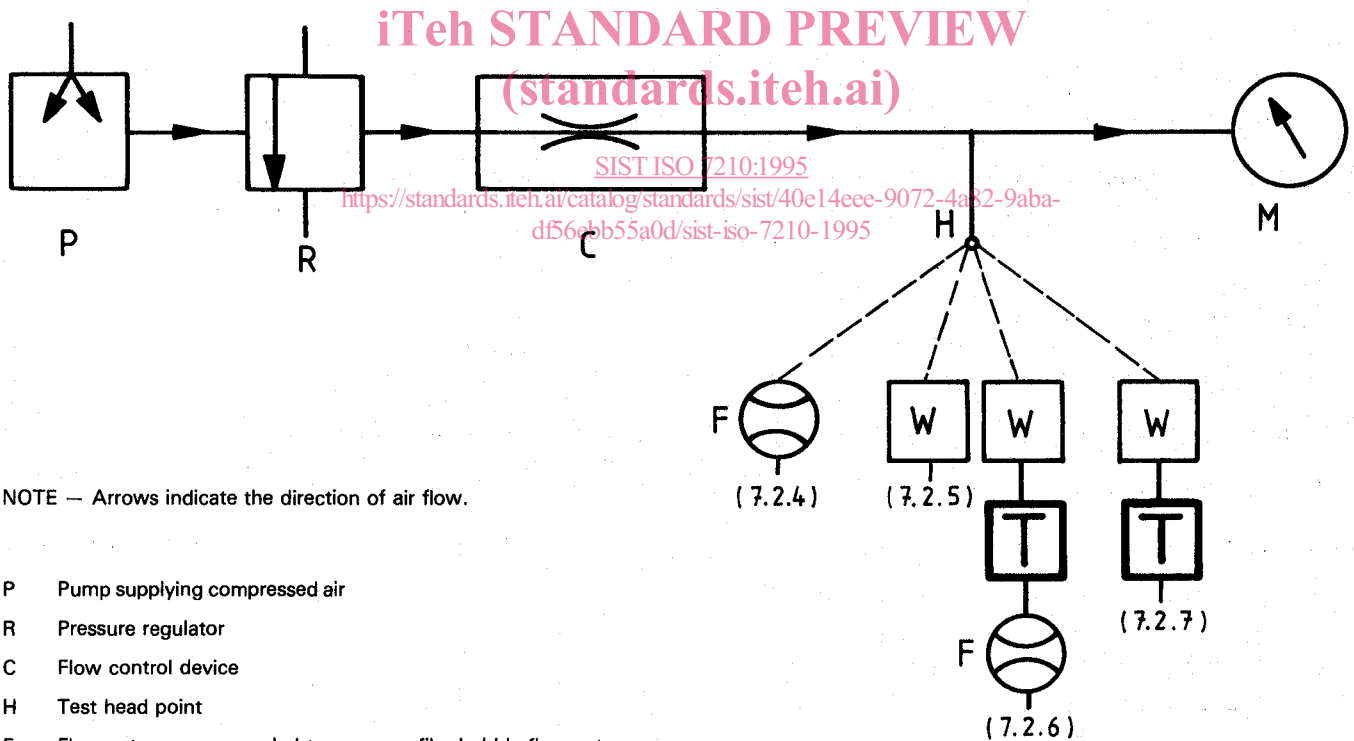 iTeh STANDARD PREVIEW
(standards.iteh.ai)
SIST ISO 7210:1995
https://standards.iteh.ai/catalog/standards/sist/40e14eee-9072-4a82-9aba-
df56ebb55a0d/sist-iso-7210-1995
P
R
C
H
M
F
W
W
W
(7.2.4)
(7.2.5)
T
T
(7.2.7)
F
(7.2.6)
NOTE — Arrows indicate the direction of air flow.
P Pump supplying compressed air
R Pressure regulator
C Flow control device
H Test head point